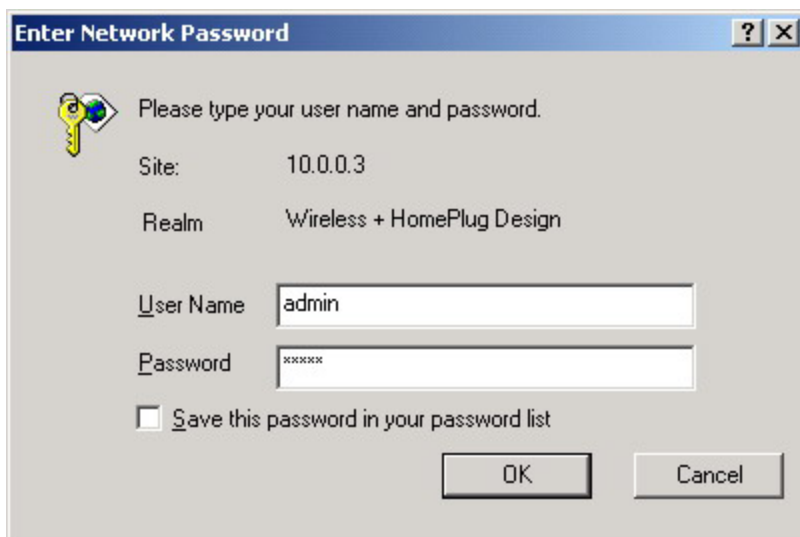 Enter Network Password
Please type your user name and password.
Site: 10.0.0.3
Realm Wireless + HomePlug Design
User Name admin
Password xxxxx
Save this password in your password list
OK Cancel